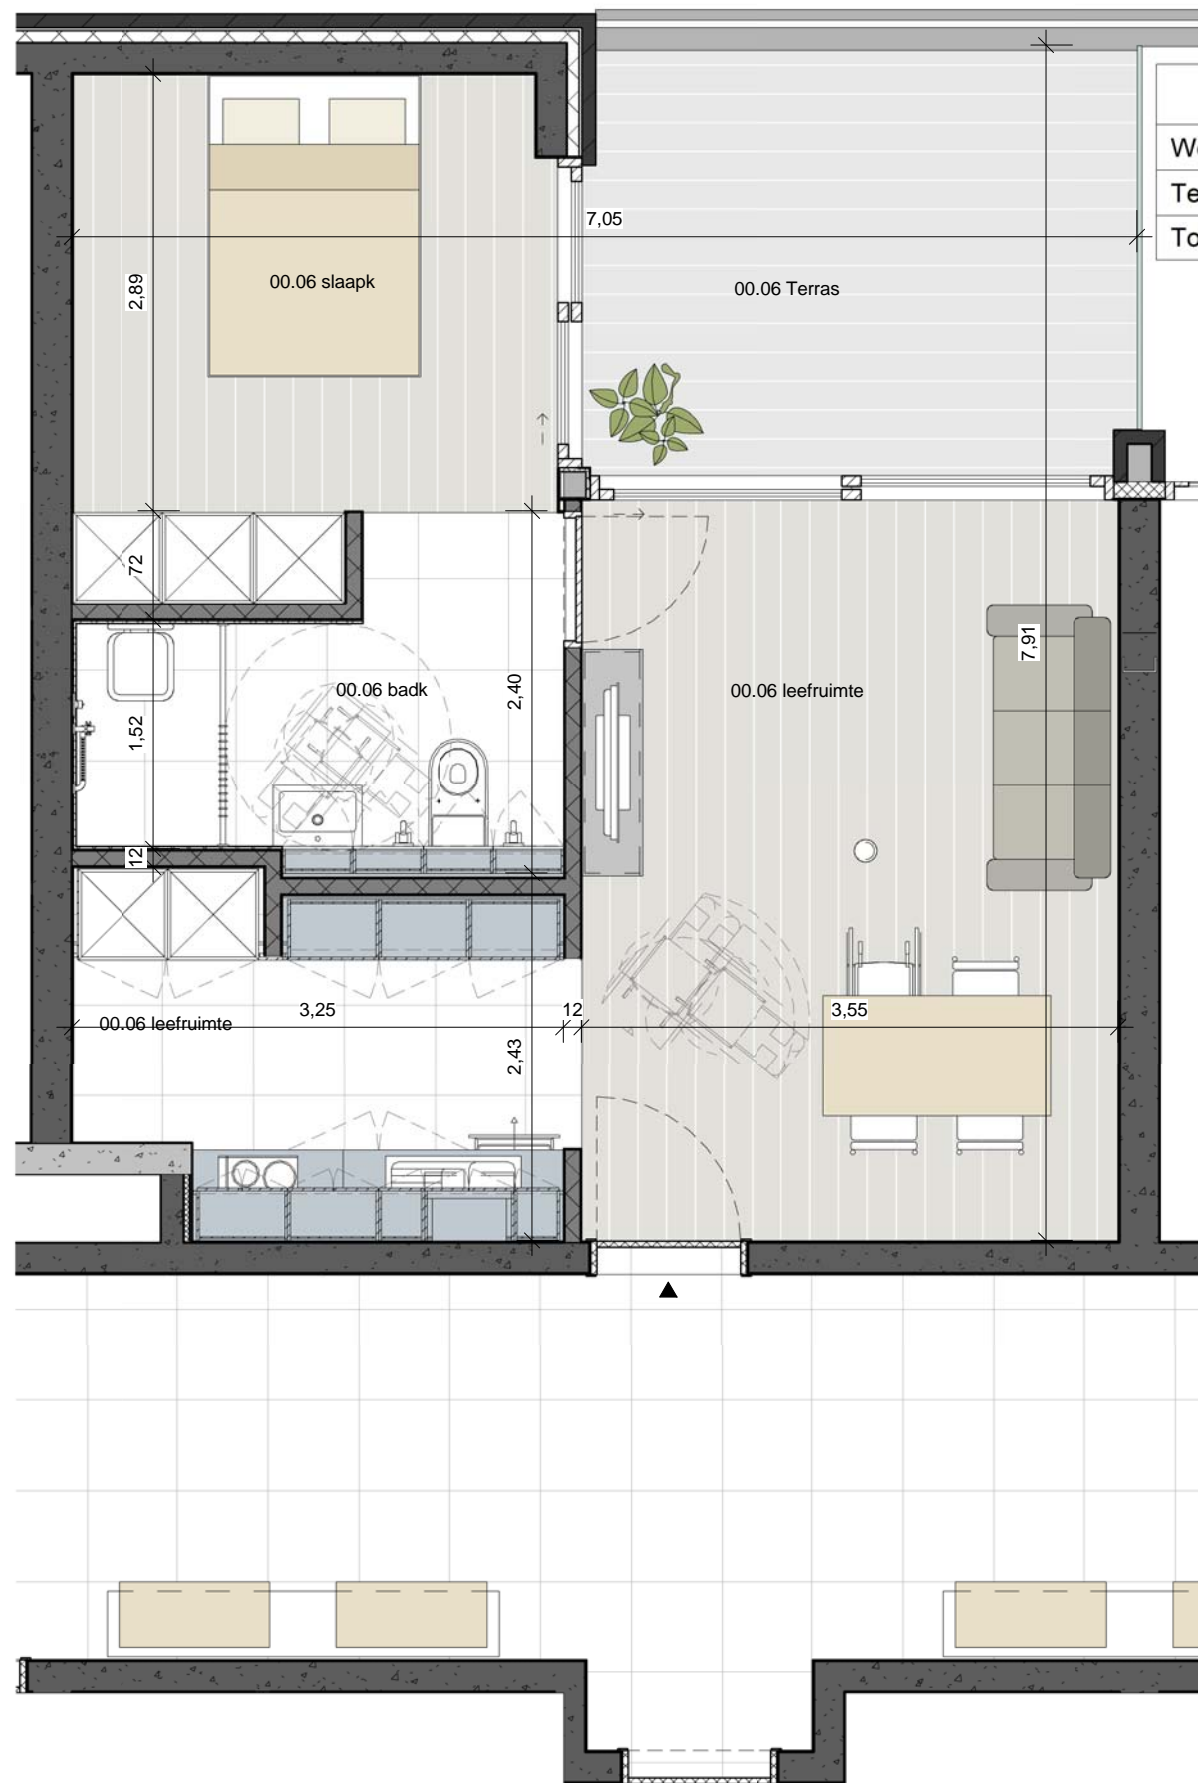 7,05
2,89
00.06 slaapk
00.06 Terras
72
7,91
2,40
00.06 badk
00.06 leefruimte
1,52
12
3,25
12
3,55
00.06 leefruimte
2,43